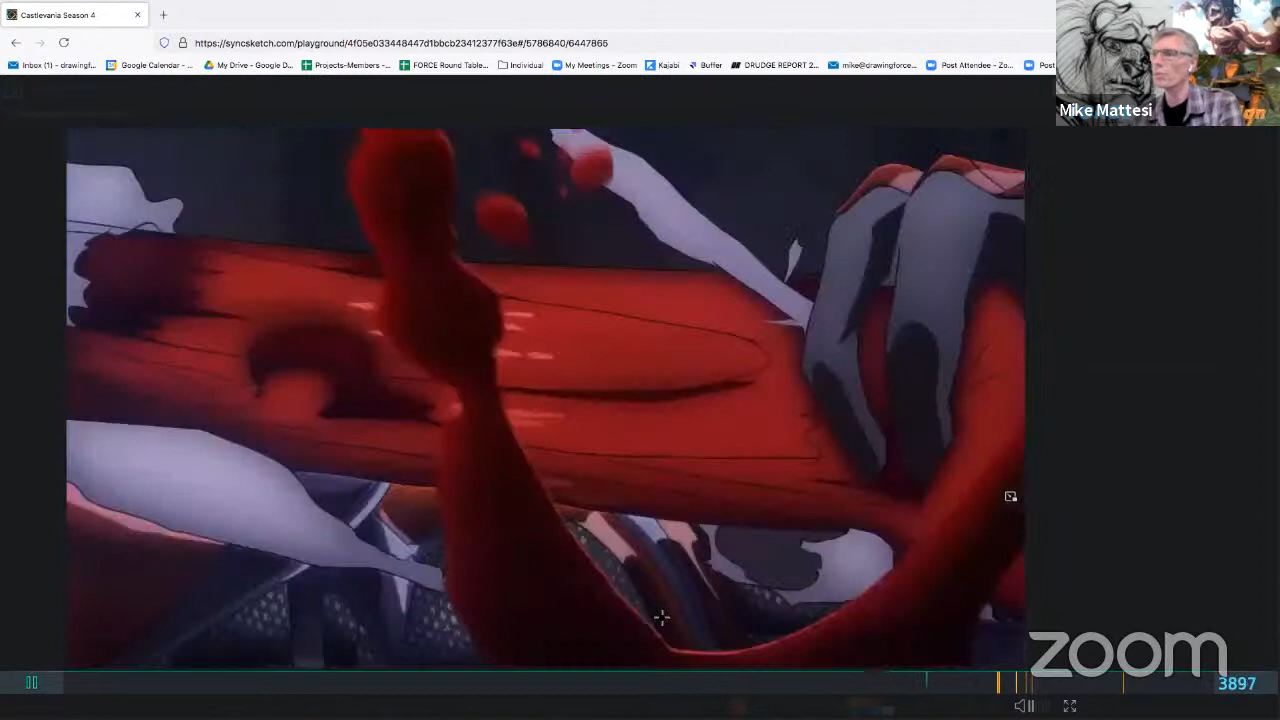 Castlevania Season 4
https://syncsketch.com/playground/4f05e033448447d1bbcb23412377f63e#/5786840/6447865
Inbox (1) - drawingf... Google Calendar - ... My Drive - Google D... Projects-Members -... FORCE Round Table... Individual My Meetings - Zoom Kajabi Buffer DRUDGE REPORT 2... mike@drawingforce... Post Attendee - Zo... Post
Mike Mattesi
zoom
3897